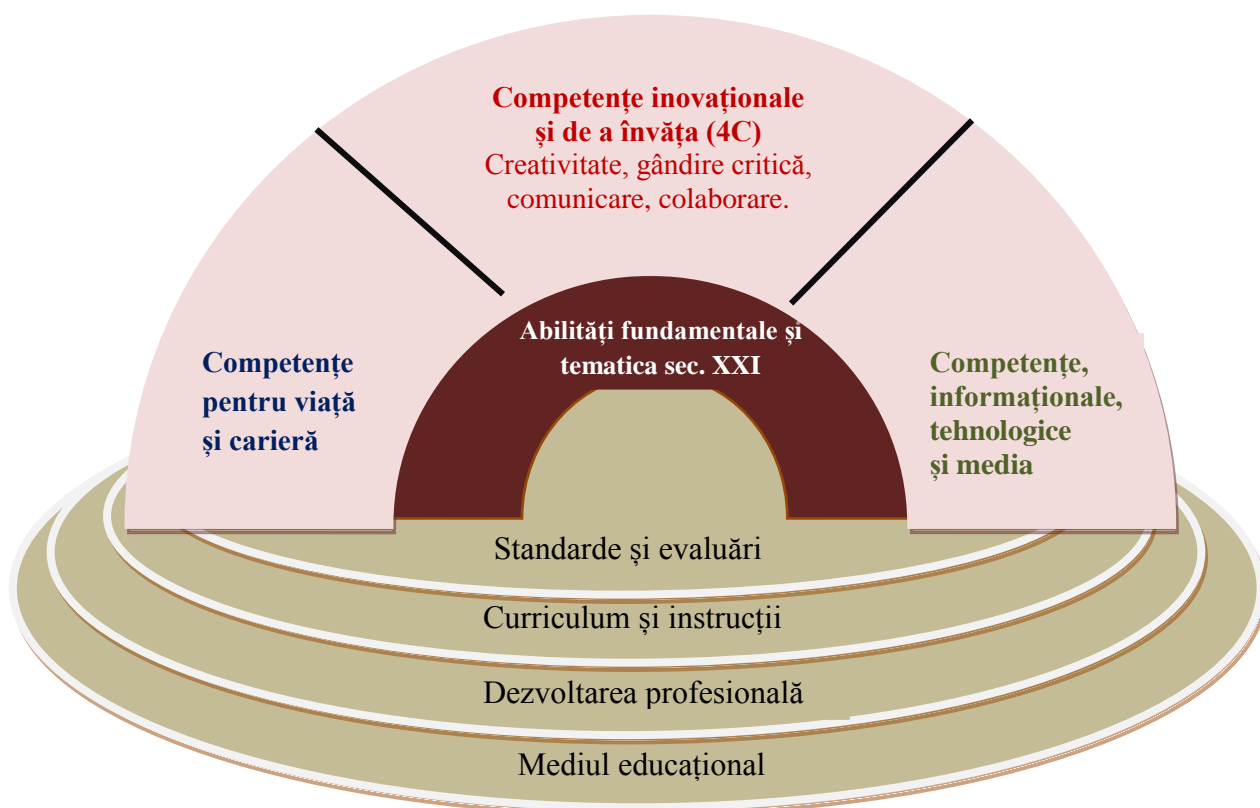 Competențe inovaționale
și de a învăța (4C)
Creativitate, gândire critică,
comunicare, colaborare.
Abilități fundamentale și
tematica sec. XXI
Competențe
pentru viață
și carieră
Competențe,
informaționale,
tehnologice
și media
Standarde și evaluări
Curriculum și instrucții
Dezvoltarea profesională
Mediul educațional